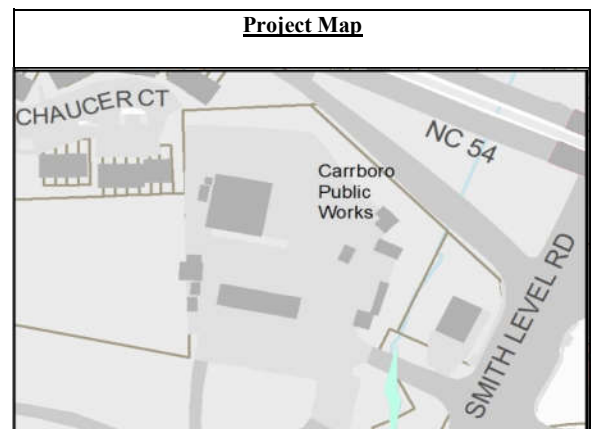 Project Map
CHAUCER CT
NC 54
Carrboro
Public
Works
SMITH LEVEL RD